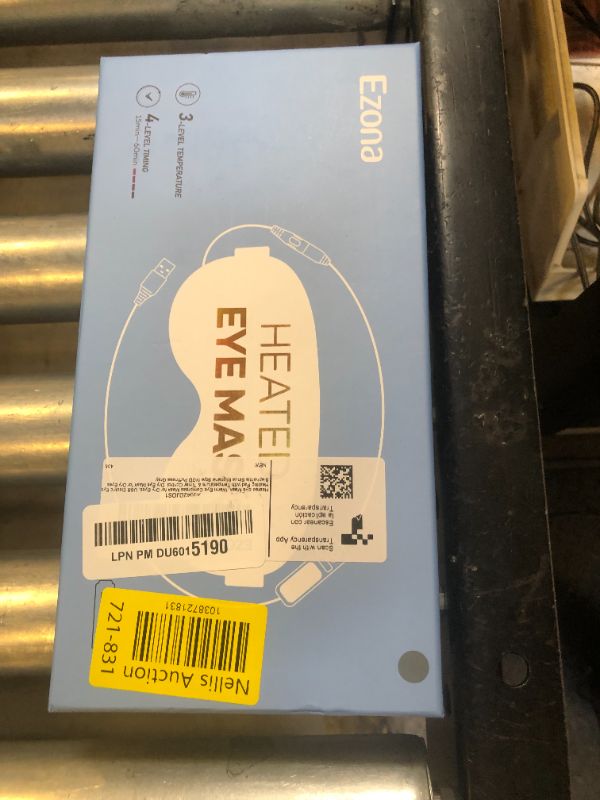 Ezona
3-LEVEL TEMPERATURE
4-LEVEL TIMING
15min—60min
HEATED
EYE MAS
NEW
Scan with the
Transparency App
Escanear con
la aplicación
Transparency
LPN PM DU6015190
Nellis Auction
1038721831
721-831